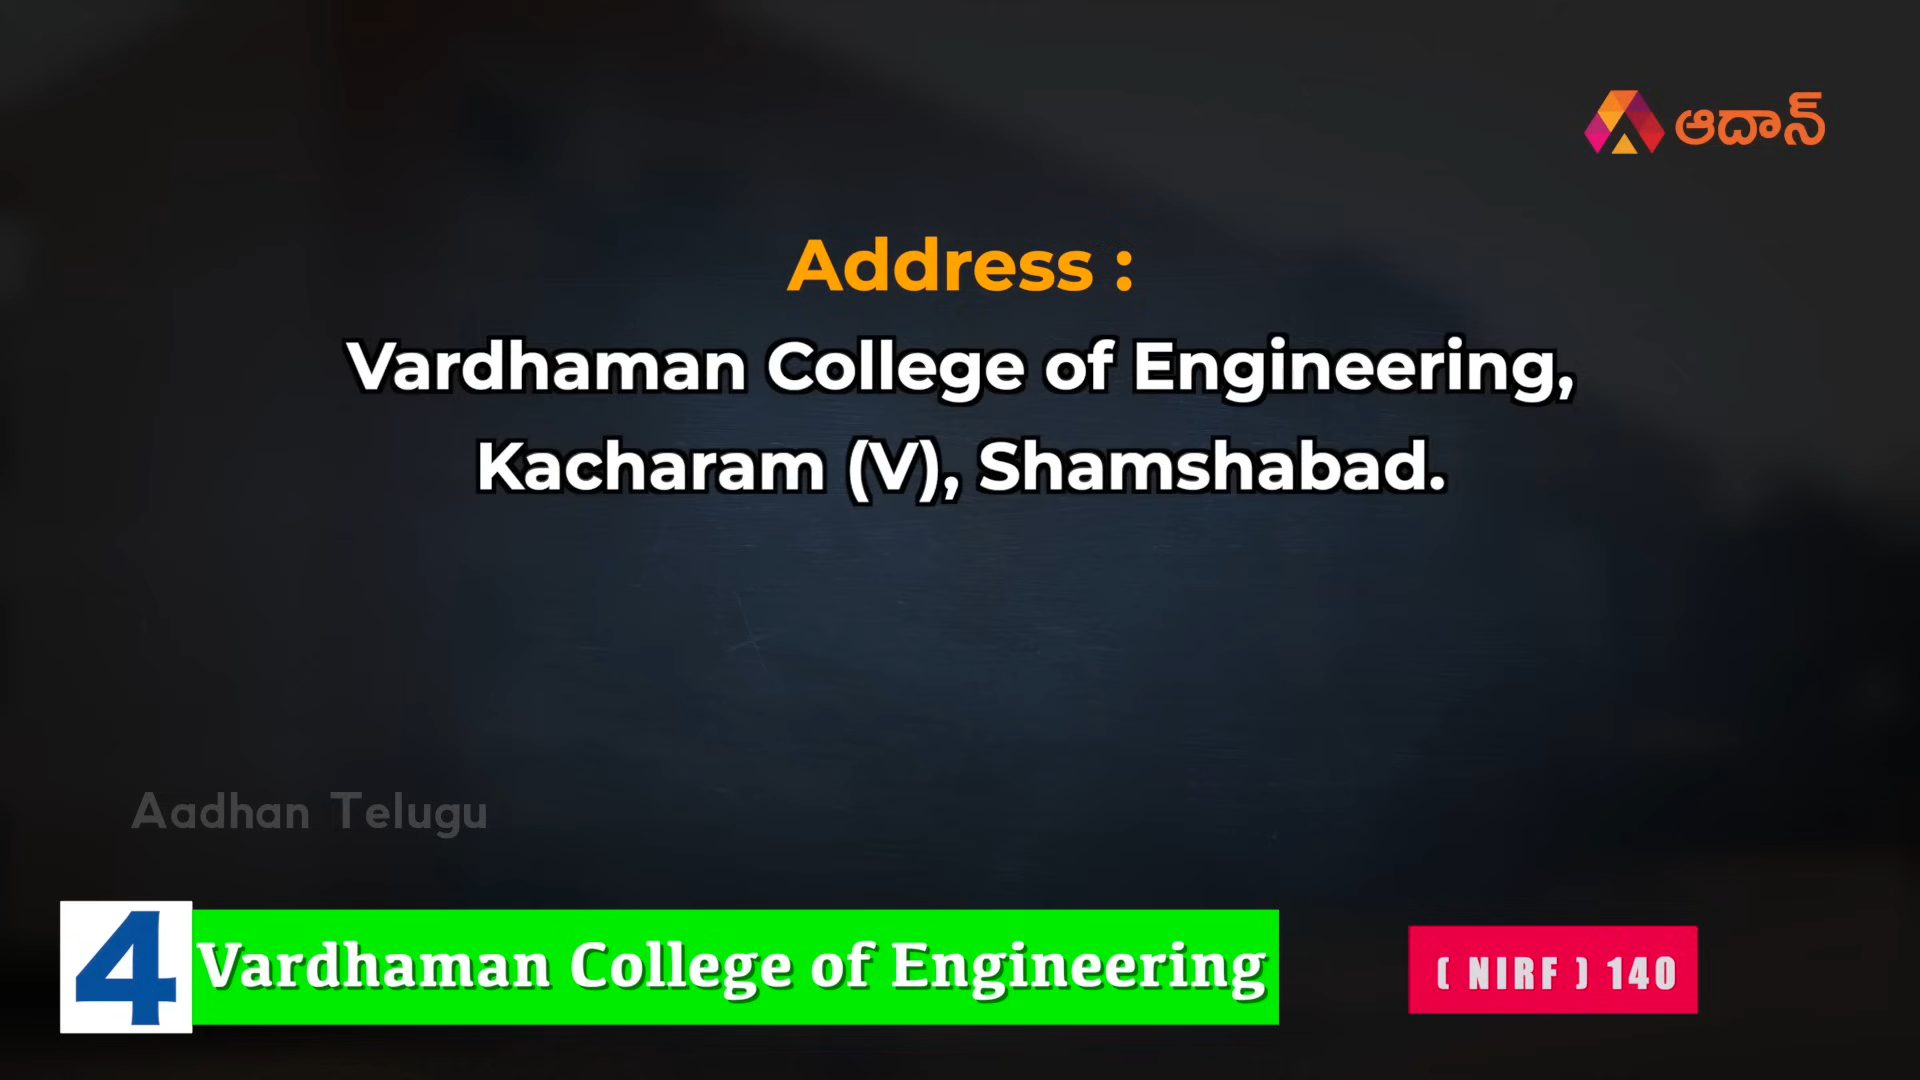 ఆదాన్
Address :
Vardhaman College of Engineering,
Kacharam (V), Shamshabad.
Aadhan Telugu
4 Vardhaman College of Engineering
( NIRF ) 140